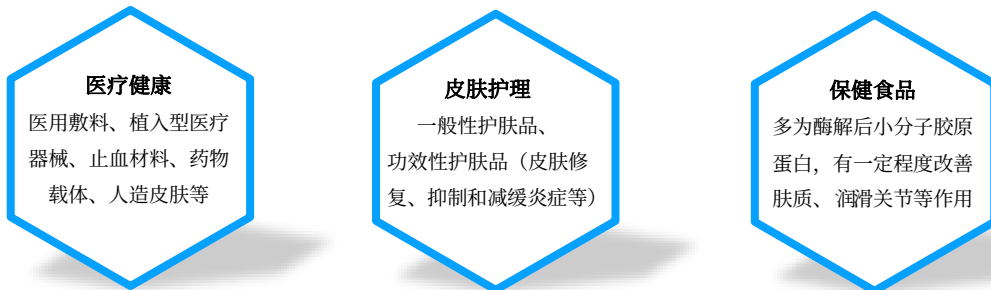 医疗健康
医用敷料、植入型医疗
器械、止血材料、药物
载体、人造皮肤等
皮肤护理
一般性护肤品、
功效性护肤品（皮肤修
复、抑制和减缓炎症等）
保健食品
多为酶解后小分子胶原
蛋白，有一定程度改善
肤质、润滑关节等作用